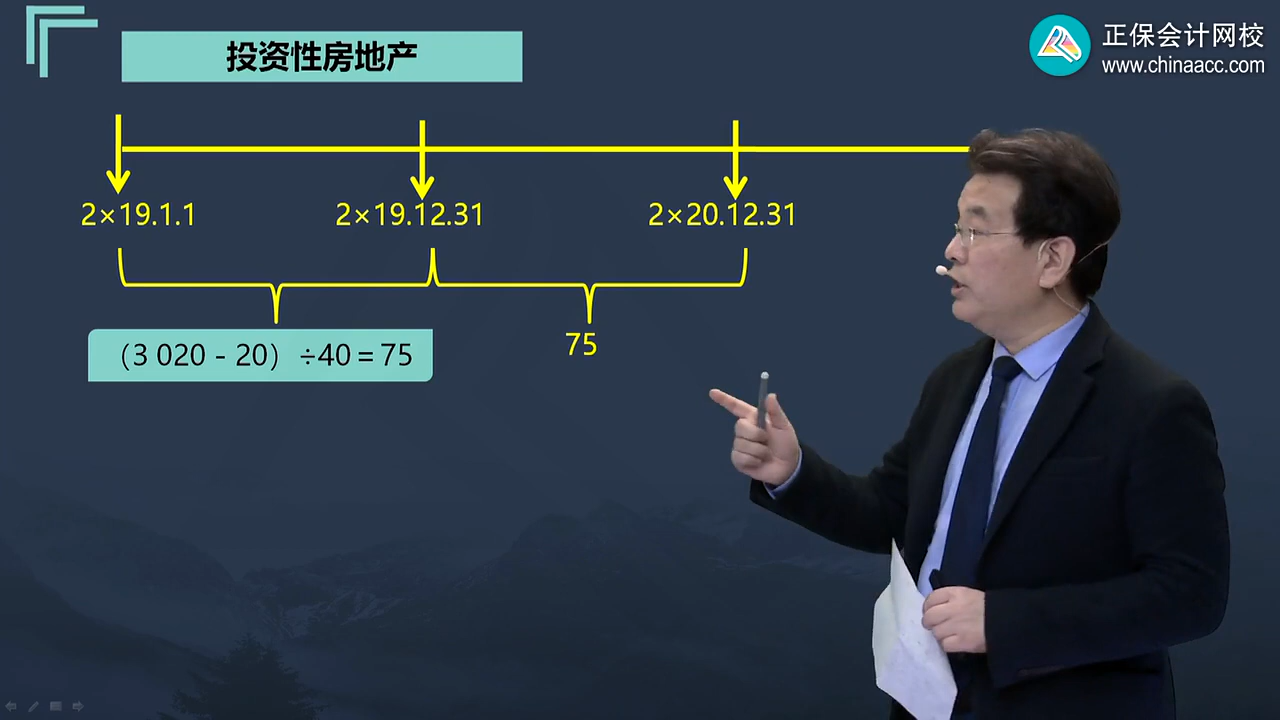 投资性房地产
正保会计网校
www.chinaacc.com
2×19.1.1
2×19.12.31
2×20.12.31
（3 020 - 20）÷40 = 75
75